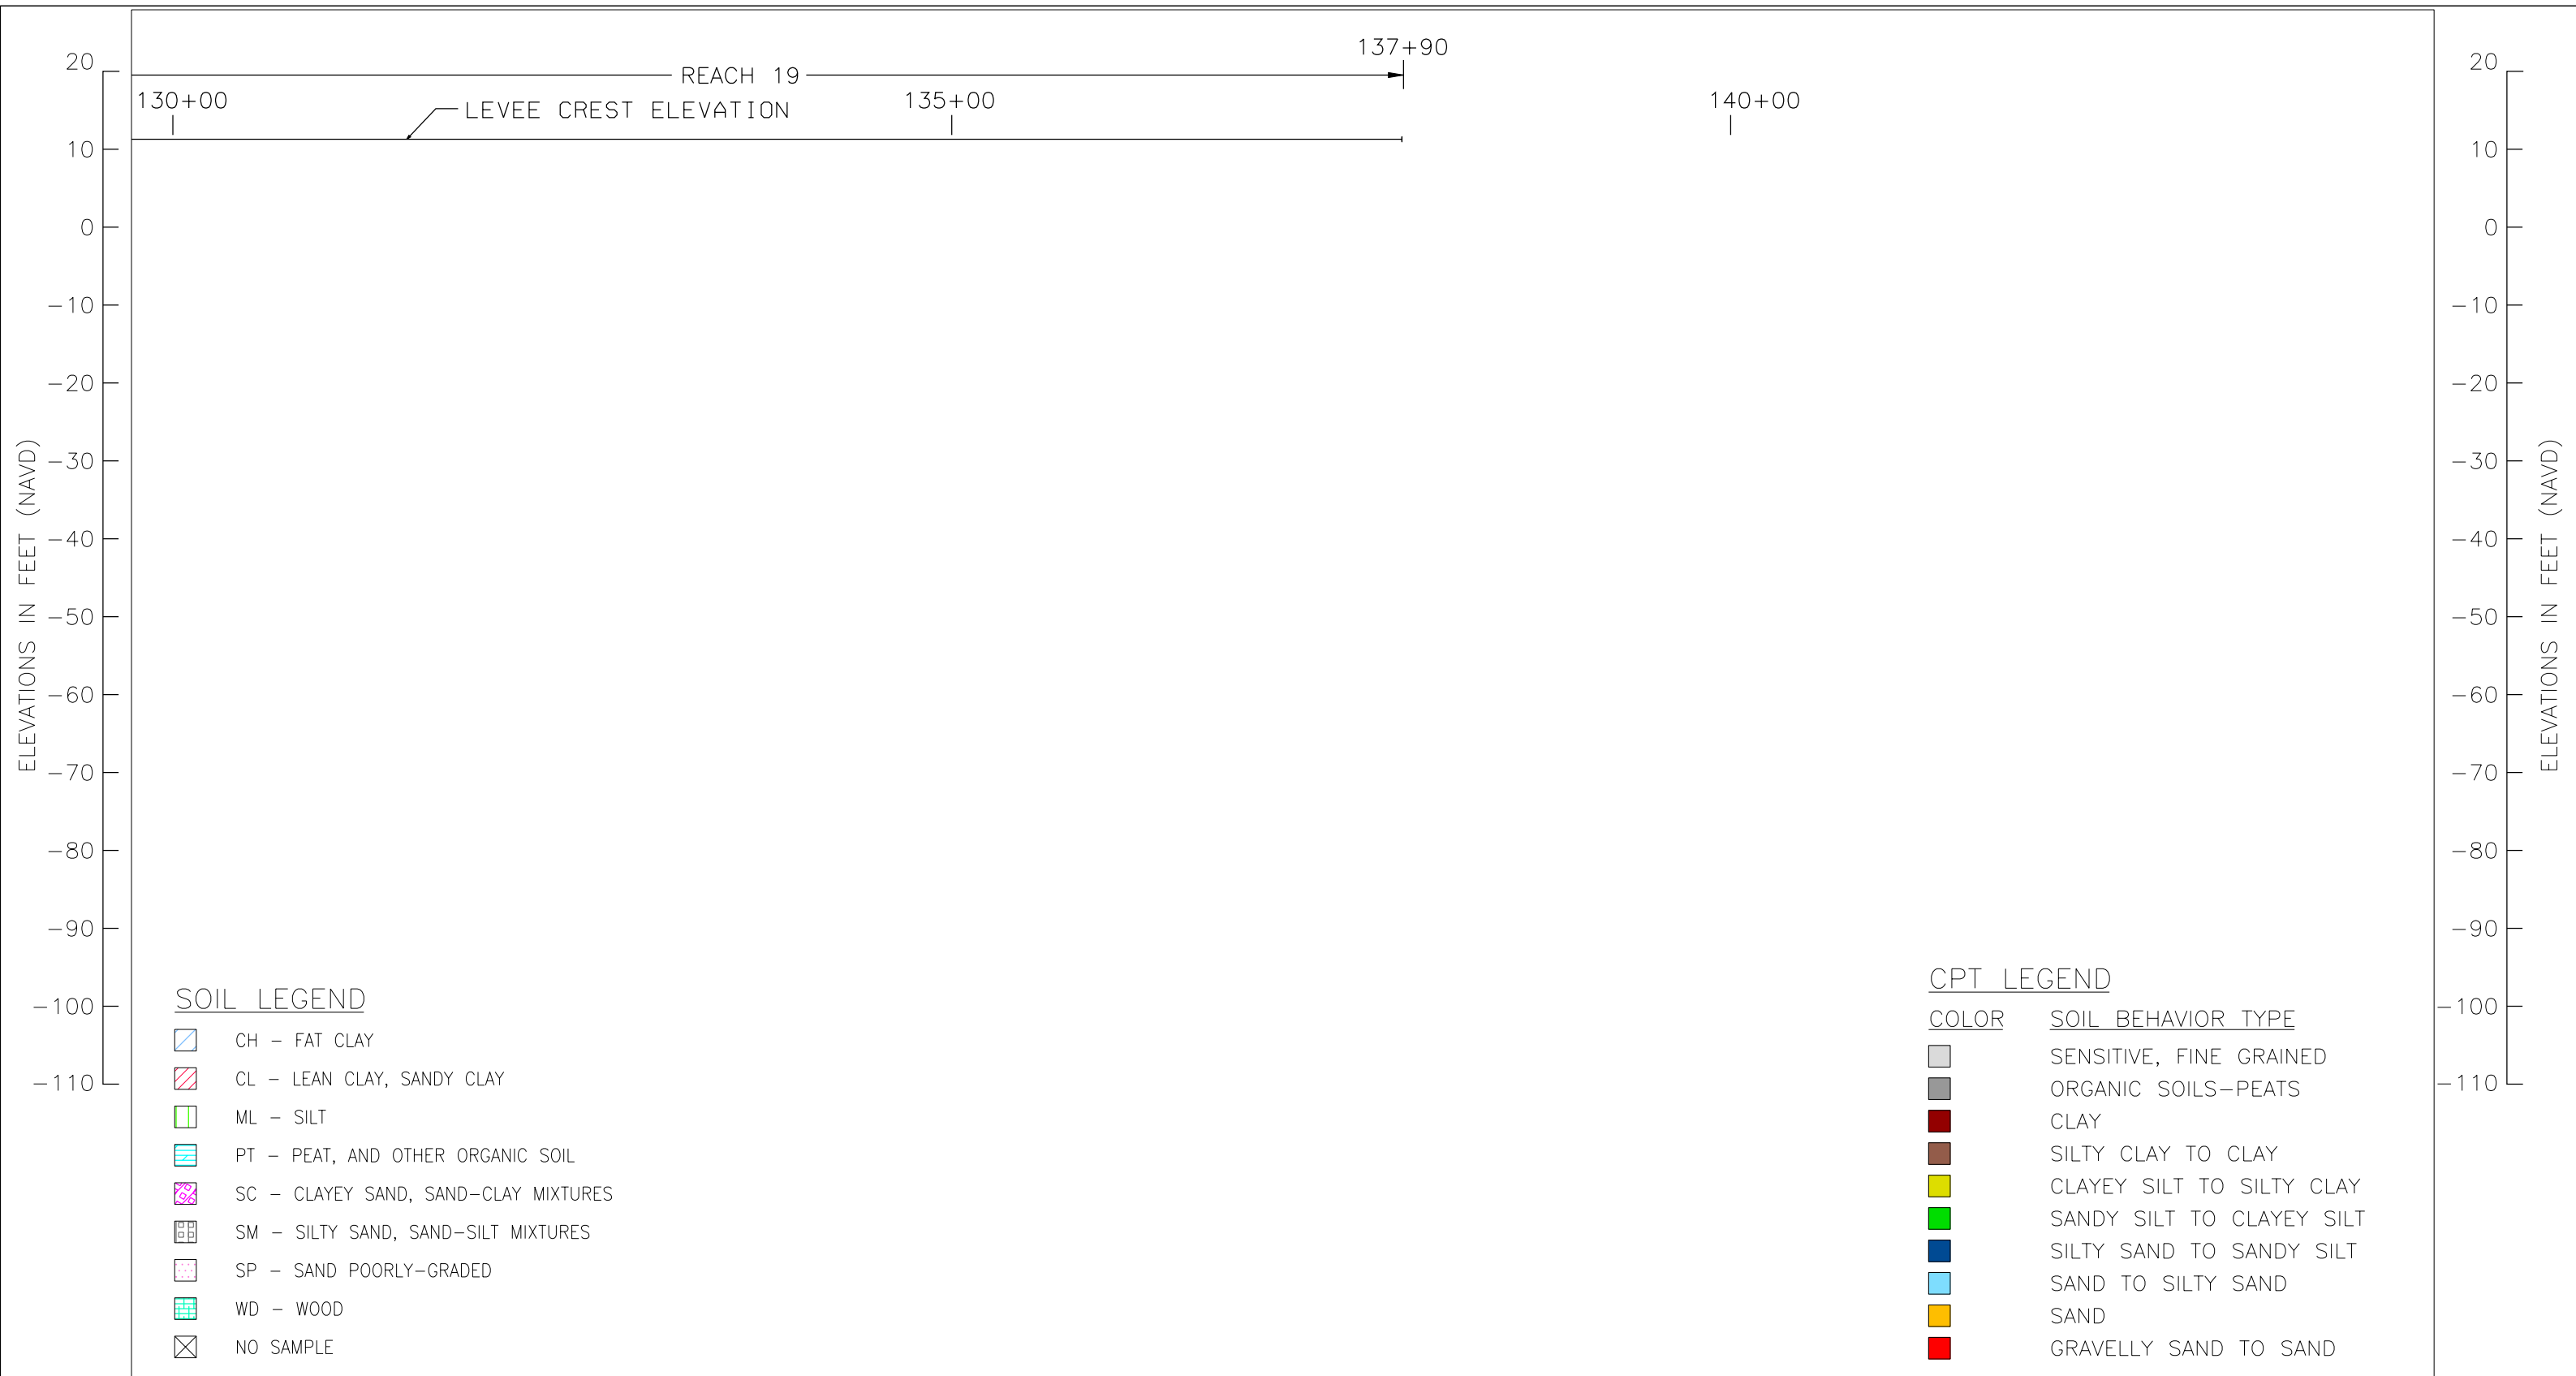 137+90
20
REACH 19
20
130+00
LEVEE CREST ELEVATION
135+00
140+00
10
10
0
0
-10
-10
-20
-20
-30
-30
-40
-40
-50
-50
-60
-60
-70
-70
-80
-80
-90
-90
-100
-100
-110
-110
ELEVATIONS IN FEET (NAVD)
ELEVATIONS IN FEET (NAVD)
SOIL LEGEND
CH - FAT CLAY
CL - LEAN CLAY, SANDY CLAY
ML - SILT
PT - PEAT, AND OTHER ORGANIC SOIL
SC - CLAYEY SAND, SAND-CLAY MIXTURES
SM - SILTY SAND, SAND-SILT MIXTURES
SP - SAND POORLY-GRADED
WD - WOOD
NO SAMPLE
CPT LEGEND
COLOR SOIL BEHAVIOR TYPE
SENSITIVE, FINE GRAINED
ORGANIC SOILS-PEATS
CLAY
SILTY CLAY TO CLAY
CLAYEY SILT TO SILTY CLAY
SANDY SILT TO CLAYEY SILT
SILTY SAND TO SANDY SILT
SAND TO SILTY SAND
SAND
GRAVELLY SAND TO SAND